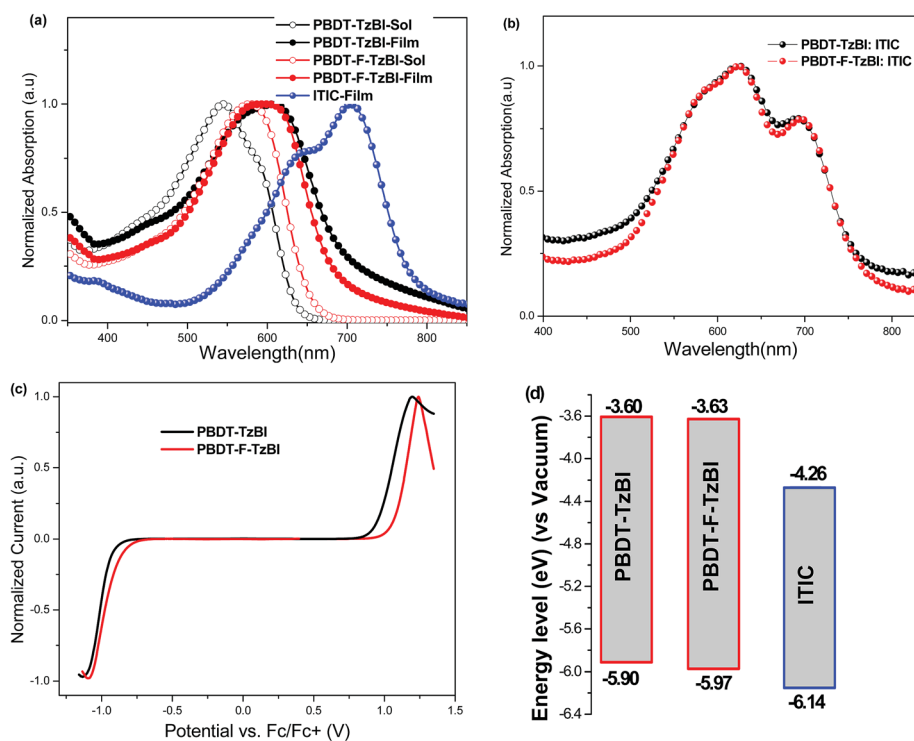 (a)
PBDT-TzBI-Sol
PBDT-TzBI-Film
PBDT-F-TzBI-Sol
PBDT-F-TzBI-Film
ITIC-Film
Normalized Absorption (a.u)
1.0
0.5
0.0
400 500 600 700 800
Wavelength(nm)
(b)
PBDT-TzBI: ITIC
PBDT-F-TzBI: ITIC
Normalized Absorption(a.u)
1.0
0.5
0.0
400 500 600 700 800
Wavelength(nm)
(c)
PBDT-TzBI
PBDT-F-TzBI
Normalized Current (a.u.)
1.0
0.5
0.0
-0.5
-1.0
-1.0 -0.5 0.0 0.5 1.0 1.5
Potential vs. Fc/Fc+ (V)
(d)
Energy level (eV) (vs Vacuum)
-3.6
-4.0
-4.4
-4.8
-5.2
-5.6
-6.0
-6.4
-3.60
PBDT-TzBI
-5.90
-3.63
PBDT-F-TzBI
-5.97
-4.26
ITIC
-6.14